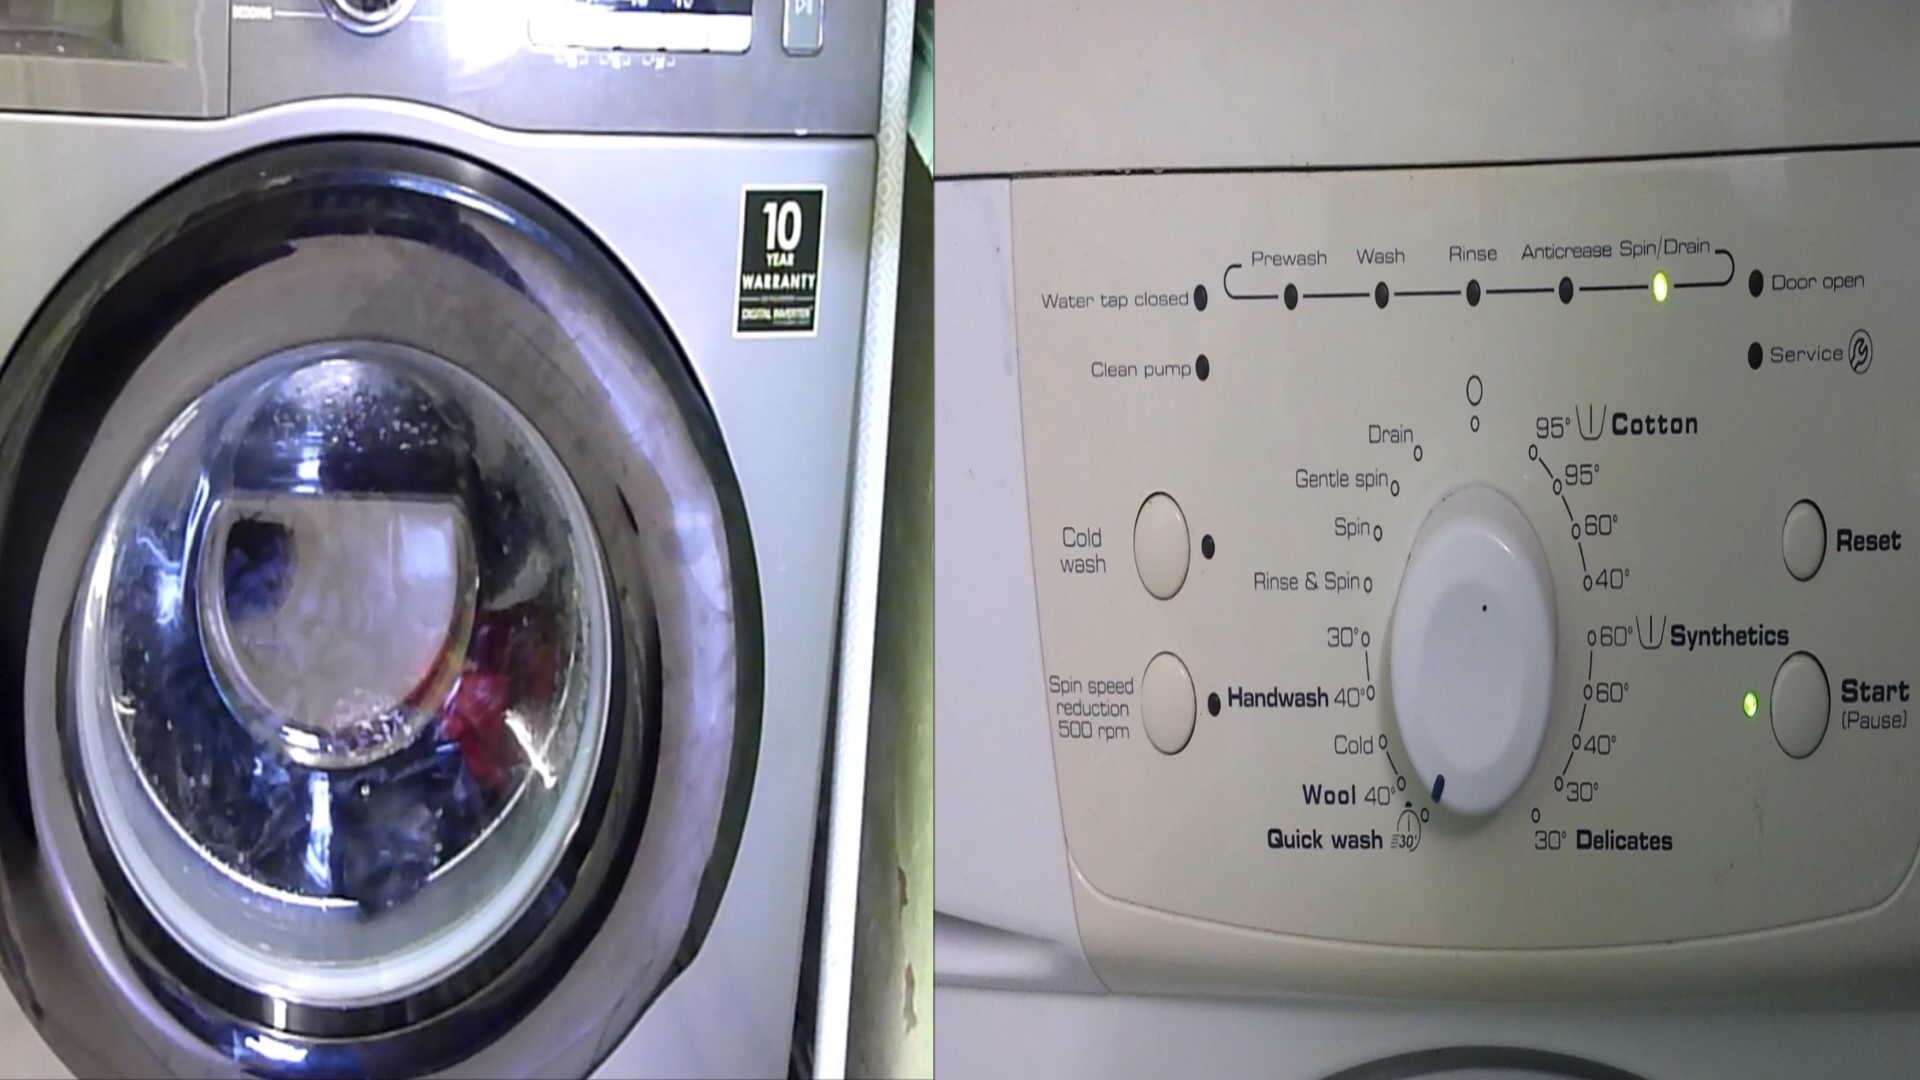 BEDDING
10
YEAR
WARRANTY
DIGITAL INVERTER
Prewash
Wash
Rinse
Anticrease
Spin/Drain
Water tap closed
Door open
Clean pump
Service
Drain
95° Cotton
Gentle spin
95°
Spin
60°
Cold
wash
Reset
Rinse & Spin
40°
30°
60° Synthetics
Spin speed
reduction
500 rpm
Handwash 40°
60°
Start
(Pause)
Cold
40°
Wool 40°
30°
Quick wash 30'
30° Delicates